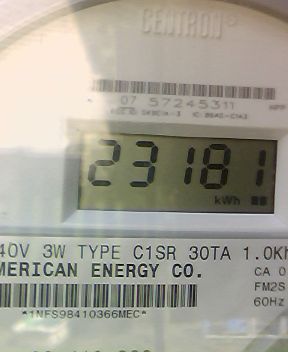 CENTRON®
07 57245311
23181
kWh
40V 3W TYPE C1SR 30TA 1.0K
MERICAN ENERGY CO.
CA 0
FM2S
60Hz
*1NFS98410366MEC*